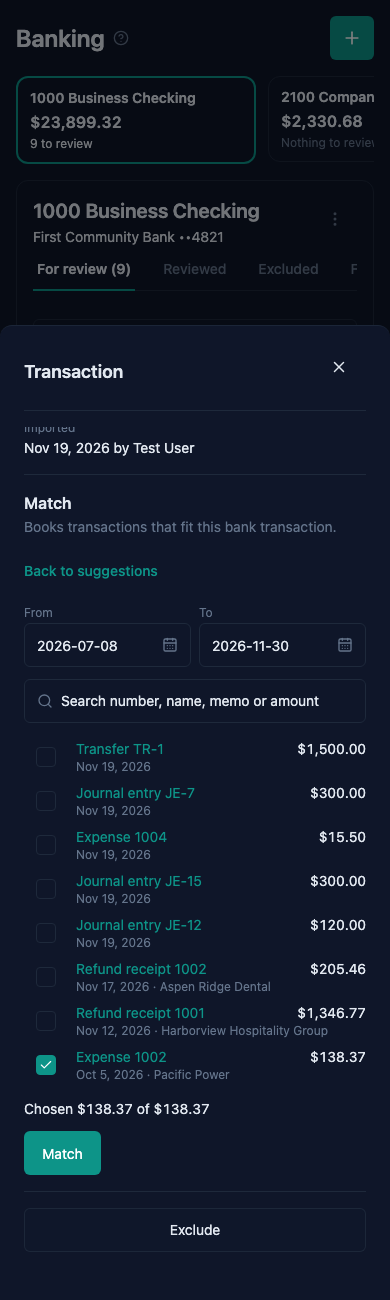 Banking
1000 Business Checking
$23,899.32
9 to review
2100 Compan
$2,330.68
Nothing to review
1000 Business Checking
First Community Bank ••4821
For review (9)
Reviewed
Excluded
F
Transaction
Imported
Nov 19, 2026 by Test User
Match
Books transactions that fit this bank transaction.
Back to suggestions
From
To
2026-07-08
2026-11-30
Search number, name, memo or amount
Transfer TR-1
$1,500.00
Nov 19, 2026
Journal entry JE-7
$300.00
Nov 19, 2026
Expense 1004
$15.50
Nov 19, 2026
Journal entry JE-15
$300.00
Nov 19, 2026
Journal entry JE-12
$120.00
Nov 19, 2026
Refund receipt 1002
$205.46
Nov 17, 2026 · Aspen Ridge Dental
Refund receipt 1001
$1,346.77
Nov 12, 2026 · Harborview Hospitality Group
Expense 1002
$138.37
Oct 5, 2026 · Pacific Power
Chosen $138.37 of $138.37
Match
Exclude